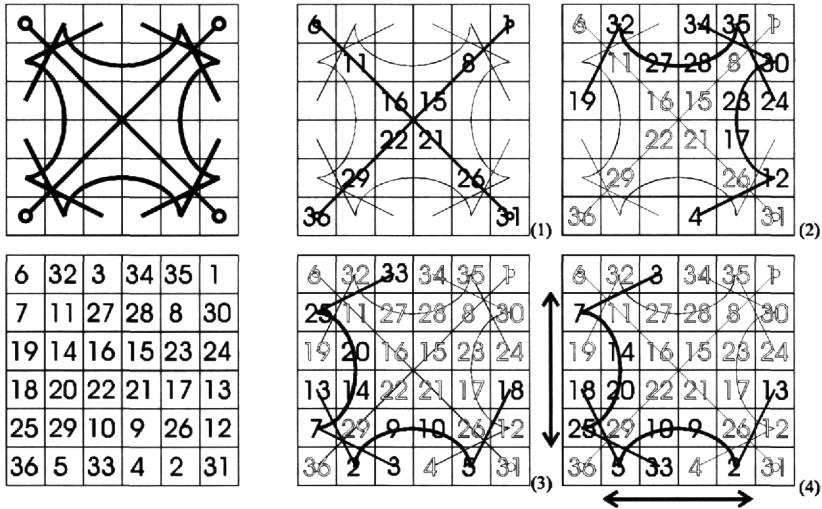 6 1
11 8
16 15
22 21
29 26
36 31 (1)
6 32 34 35 1
11 27 28 8 30
19 16 15 23 24
22 21 17
29 26 12
36 4 31 (2)
6 32 3 34 35 1
7 11 27 28 8 30
19 14 16 15 23 24
18 20 22 21 17 13
25 29 10 9 26 12
36 5 33 4 2 31
6 32 33 34 35 1
25 11 27 28 8 30
19 20 16 15 23 24
13 14 22 21 17 18
7 29 9 10 26 12
36 2 3 4 5 31 (3)
6 32 3 34 35 1
7 11 27 28 8 30
19 14 16 15 23 24
18 20 22 21 17 13
25 29 10 9 26 12
36 5 33 4 2 31 (4)